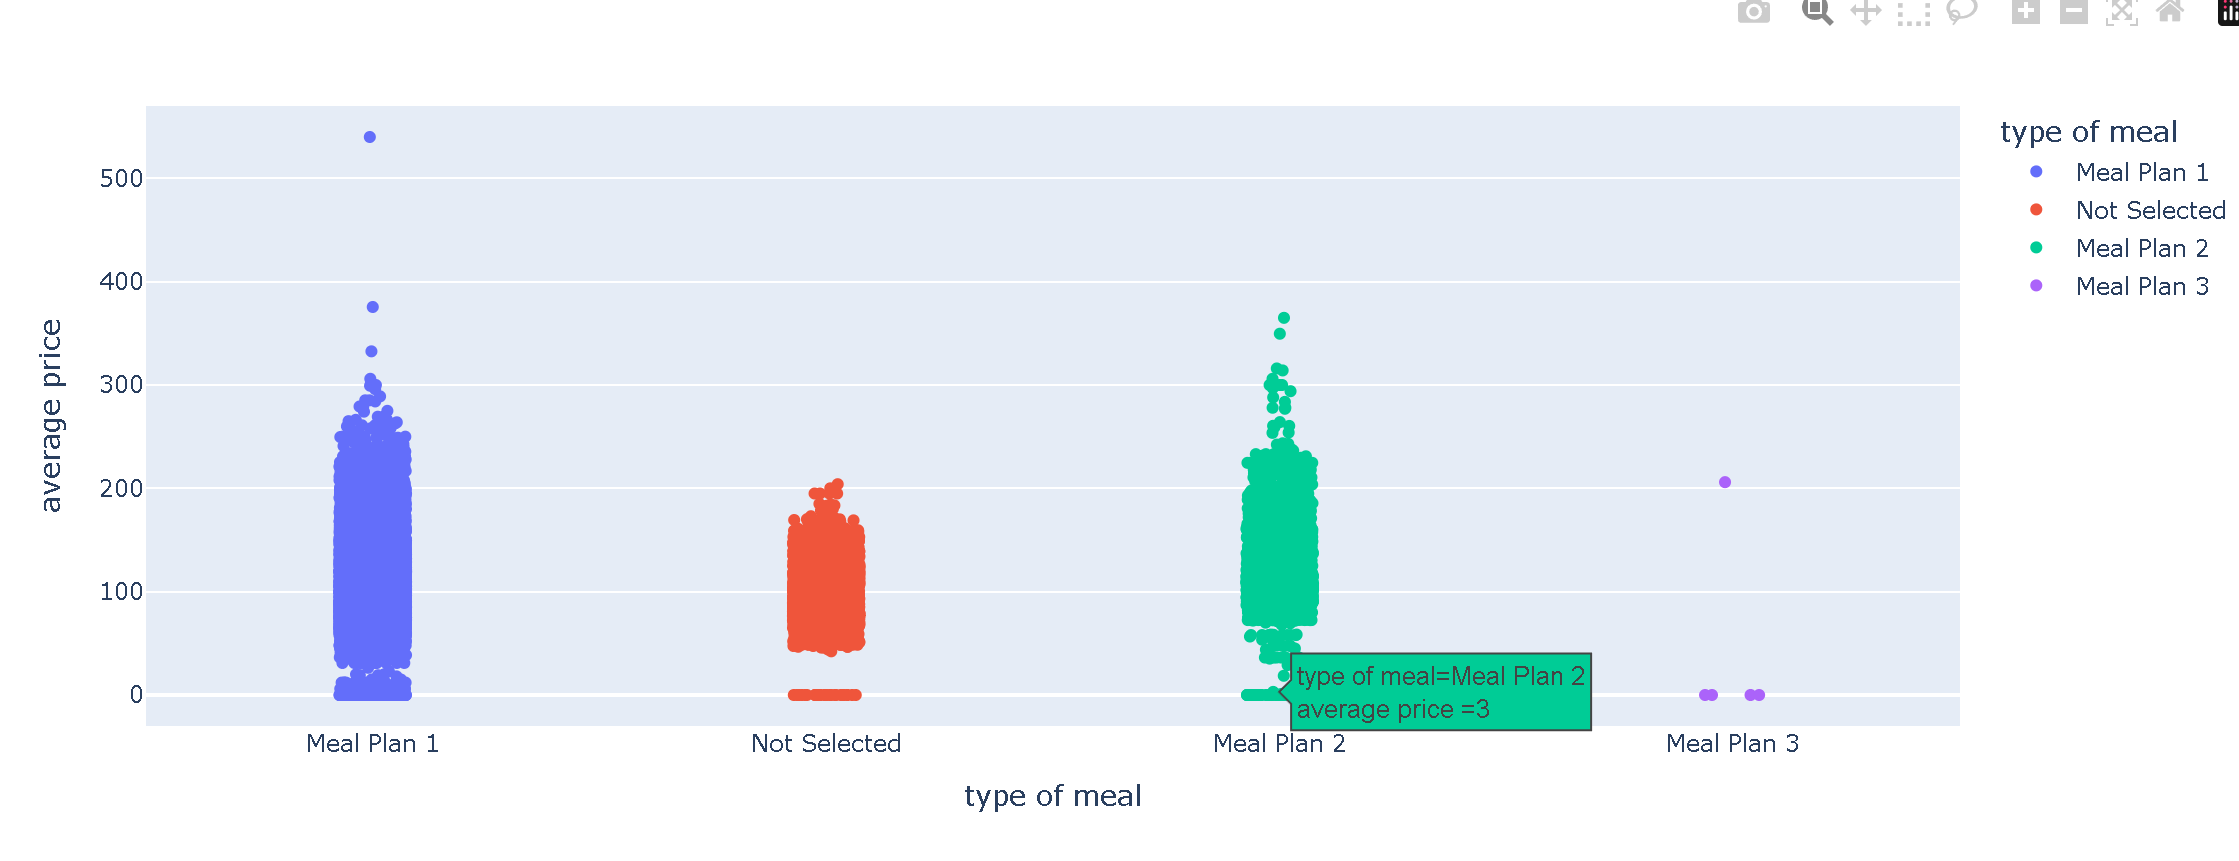 type of meal
Meal Plan 1
Not Selected
Meal Plan 2
Meal Plan 3
average price
500
400
300
200
100
0
type of meal=Meal Plan 2
average price =3
Meal Plan 1
Not Selected
Meal Plan 2
Meal Plan 3
type of meal